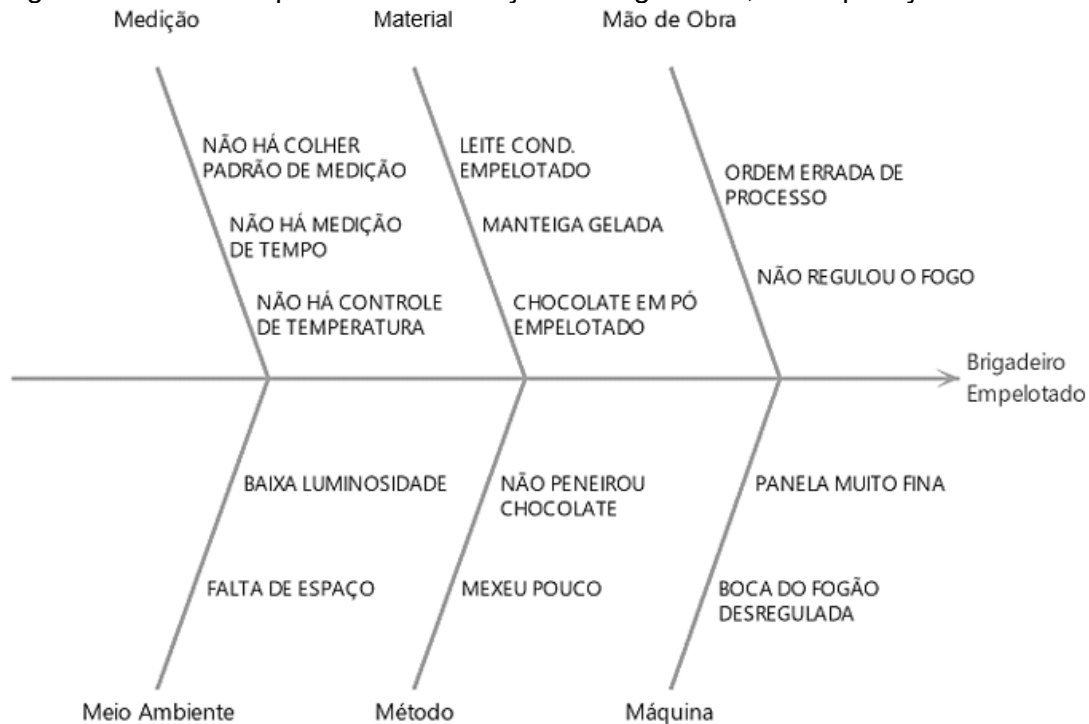 Medição
Material
Mão de Obra
NÃO HÁ COLHER
PADRÃO DE MEDIÇÃO
NÃO HÁ MEDIÇÃO
DE TEMPO
NÃO HÁ CONTROLE
DE TEMPERATURA
LEITE COND.
EMPELOTADO
MANTEIGA GELADA
CHOCOLATE EM PÓ
EMPELOTADO
ORDEM ERRADA DE
PROCESSO
NÃO REGULOU O FOGO
Brigadeiro
Empelotado
BAIXA LUMINOSIDADE
FALTA DE ESPAÇO
NÃO PENEIROU
CHOCOLATE
MEXEU POUCO
PANELA MUITO FINA
BOCA DO FOGÃO
DESREGULADA
Meio Ambiente
Método
Máquina